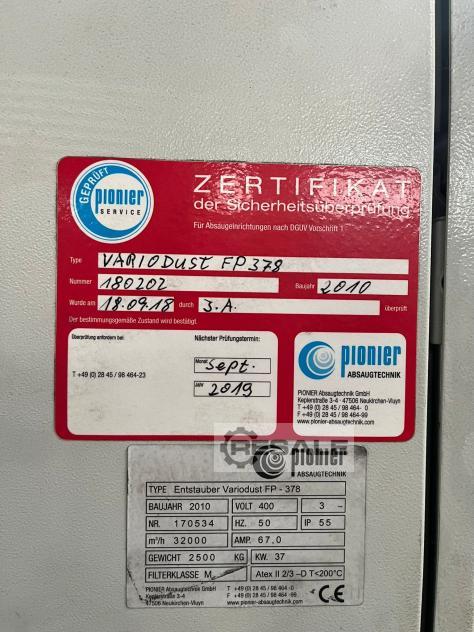 GEPRÜFT
pionier
SERVICE
ZERTIFIKAT
der Sicherheitsüberprüfung
Für Absaugeinrichtungen nach DGUV Vorschrift 1
Type VARIODUST FP 378
Nummer 180202 Baujahr 2010
Wurde am 18.09.18 durch J.A. überprüft
Der bestimmungsgemäße Zustand wird bestätigt.
Überprüfung anfordern bei:
T +49 (0) 28 45 / 98 464-23
Nächster Prüfungstermin:
Monat Sept.
Jahr 2019
pionier
ABSAUGTECHNIK
PIONIER Absaugtechnik GmbH
Keplerstraße 3-4 · 47506 Neukirchen-Vluyn
T +49 (0) 28 45 / 98 464- 0
F +49 (0) 28 45 / 98 464-99
www.pionier-absaugtechnik.com
RESALE
pionier
ABSAUGTECHNIK
TYPE Entstauber Variodust FP - 378
BAUJAHR 2010 VOLT 400 3 ~
NR. 170534 HZ. 50 IP 55
m³/h 32000 AMP. 67,0
GEWICHT 2500 KG KW. 37
FILTERKLASSE M Atex II 2/3 -D T<200°C
PIONIER Absaugtechnik GmbH
Keplerstraße 3-4
47506 Neukirchen-Vluyn
T +49 (0) 28 45 / 98 464 -0
F +49 (0) 28 45 / 98 464 -99
www.pionier-absaugtechnik.com
CE